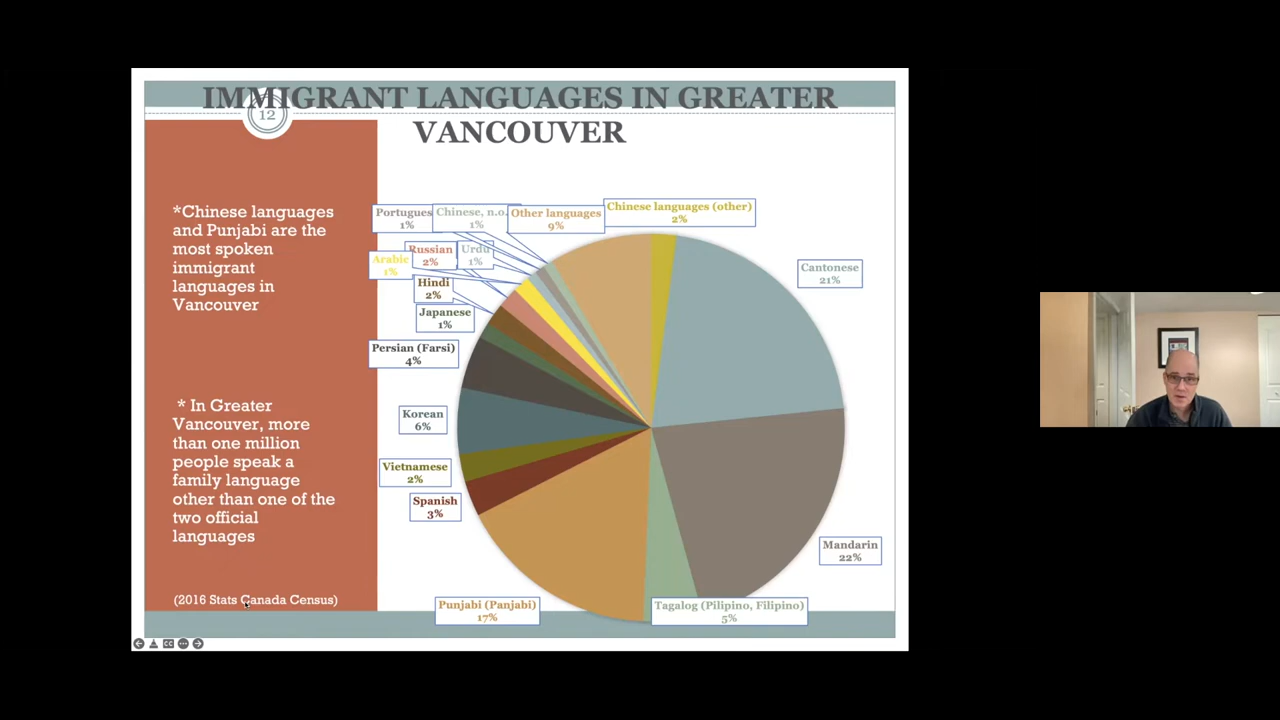 IMMIGRANT LANGUAGES IN GREATER
VANCOUVER
12
*Chinese languages
and Punjabi are the
most spoken
immigrant
languages in
Vancouver
* In Greater
Vancouver, more
than one million
people speak a
family language
other than one of the
two official
languages
(2016 Stats Canada Census)
Portugues
1%
Chinese, n.o.
1%
Other languages
9%
Chinese languages (other)
2%
Arabic
1%
Russian
2%
Urdu
1%
Cantonese
21%
Hindi
2%
Japanese
1%
Persian (Farsi)
4%
Korean
6%
Vietnamese
2%
Spanish
3%
Mandarin
22%
Punjabi (Panjabi)
17%
Tagalog (Pilipino, Filipino)
5%